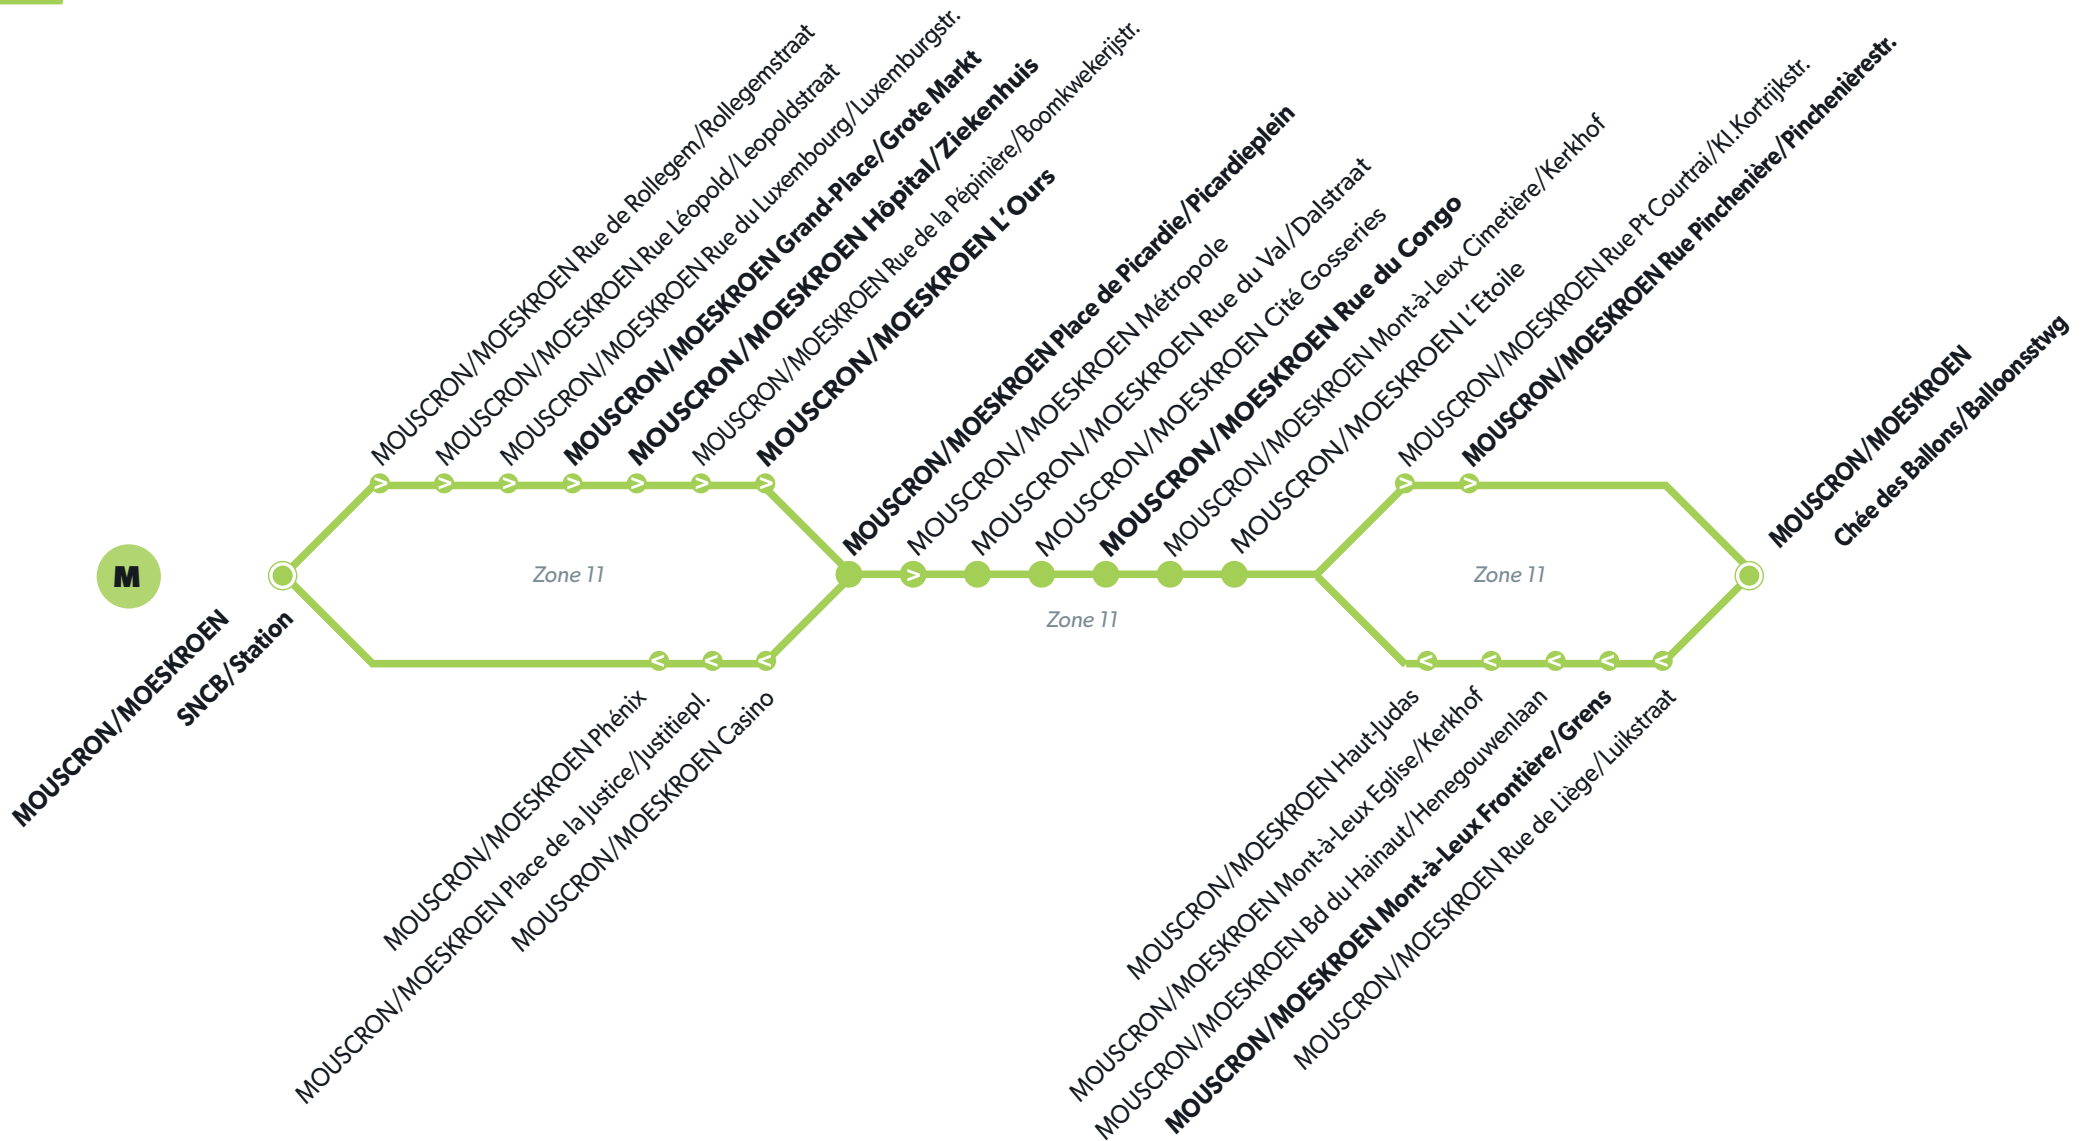 M
MOUSCRON/MOESKROEN
SNCB/Station
MOUSCRON/MOESKROEN Rue de Rollegem/Rollegemstraat
MOUSCRON/MOESKROEN Rue Léopold/Leopoldstraat
MOUSCRON/MOESKROEN Rue du Luxembourg/Luxemburgstr.
MOUSCRON/MOESKROEN Grand-Place/Grote Markt
MOUSCRON/MOESKROEN Hôpital/Ziekenhuis
MOUSCRON/MOESKROEN Rue de la Pépinière/Boomkwekerijstr.
MOUSCRON/MOESKROEN L'Ours
MOUSCRON/MOESKROEN Place de Picardie/Picardieplein
MOUSCRON/MOESKROEN Métropole
MOUSCRON/MOESKROEN Rue du Val/Dalstraat
MOUSCRON/MOESKROEN Cité Gosseries
MOUSCRON/MOESKROEN Rue du Congo
MOUSCRON/MOESKROEN Mont-à-Leux Cimetière/Kerkhof
MOUSCRON/MOESKROEN L'Etoile
MOUSCRON/MOESKROEN Rue Pt Courtrai/Kl.Kortrijkstr.
MOUSCRON/MOESKROEN Rue Pinchenière/Pinchenièrestr.
MOUSCRON/MOESKROEN
Chée des Ballons/Balloonsstwg
Zone 11
Zone 11
Zone 11
MOUSCRON/MOESKROEN Phénix
MOUSCRON/MOESKROEN Place de la Justice/Justitiepl.
MOUSCRON/MOESKROEN Casino
MOUSCRON/MOESKROEN Haut-Judas
MOUSCRON/MOESKROEN Mont-à-Leux Eglise/Kerkhof
MOUSCRON/MOESKROEN Bd du Hainaut/Henegouwenlaan
MOUSCRON/MOESKROEN Mont-à-Leux Frontière/Grens
MOUSCRON/MOESKROEN Rue de Liège/Luikstraat